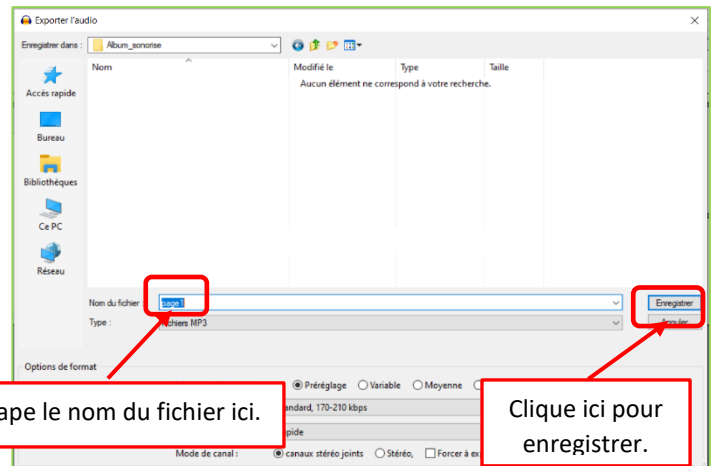 Exporter l'audio
Enregistrer dans : Album_sonorise
Nom Modifié le Type Taille
Aucun élément ne correspond à votre recherche.
Accès rapide
Bureau
Bibliothèques
Ce PC
Réseau
Nom du fichier : page1 Enregistrer
Type : Fichiers MP3 Annuler
Options de format
Préréglage Variable Moyenne
170-210 kbps
ape le nom du fichier ici.
Clique ici pour
enregistrer.
Mode de canal : canaux stéréo joints Stéréo, Forcer à